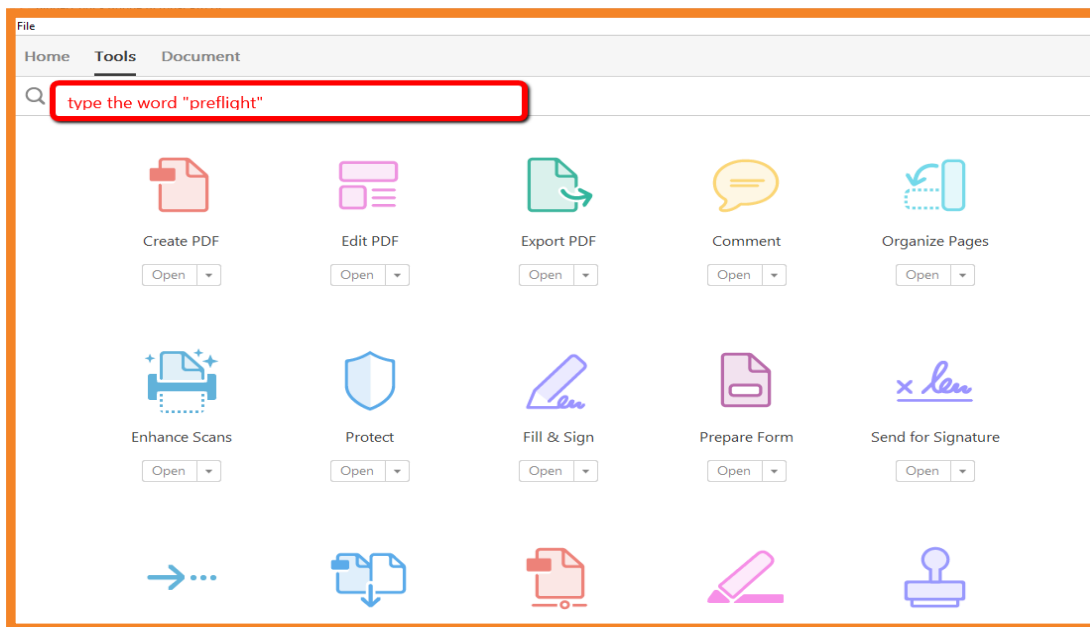 File
Home Tools Document
type the word "preflight"
Create PDF Edit PDF Export PDF Comment Organize Pages
Open Open Open Open Open
Enhance Scans Protect Fill & Sign Prepare Form Send for Signature
Open Open Open Open Open